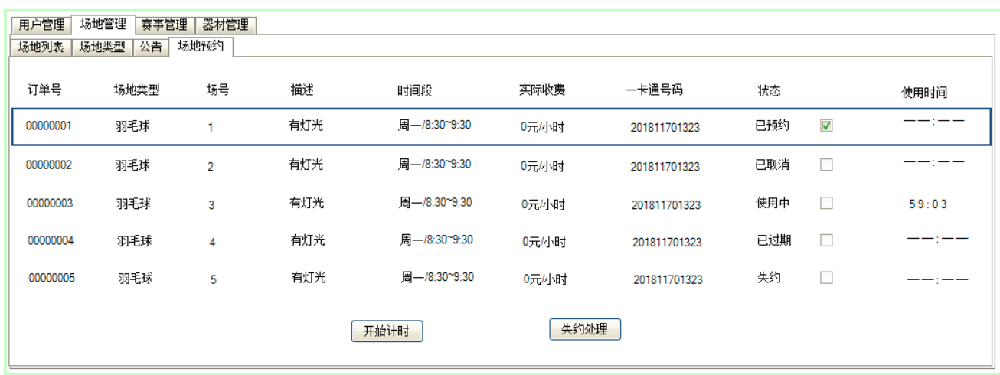 用户管理 场地管理 赛事管理 器材管理
场地列表 场地类型 公告 场地预约
订单号 场地类型 场号 描述 时间段 实际收费 一卡通号码 状态 使用时间
00000001 羽毛球 1 有灯光 周一/8:30~9:30 0元/小时 201811701323 已预约 — —:— —
00000002 羽毛球 2 有灯光 周一/8:30~9:30 0元/小时 201811701323 已取消 — —:— —
00000003 羽毛球 3 有灯光 周一/8:30~9:30 0元/小时 201811701323 使用中 59:03
00000004 羽毛球 4 有灯光 周一/8:30~9:30 0元/小时 201811701323 已过期 — —:— —
00000005 羽毛球 5 有灯光 周一/8:30~9:30 0元/小时 201811701323 失约 — —:— —
开始计时 失约处理